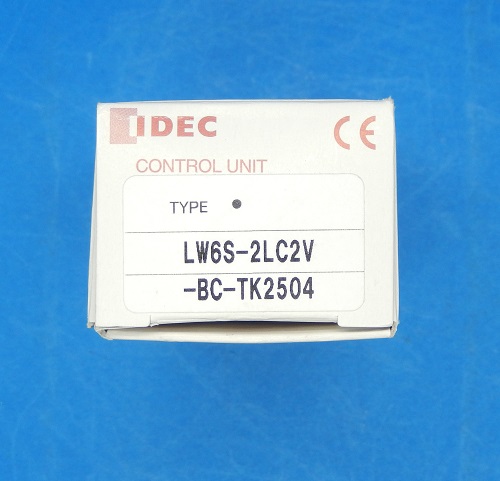 IDEC
CE
CONTROL UNIT
TYPE ●
LW6S-2LC2V
-BC-TK2504